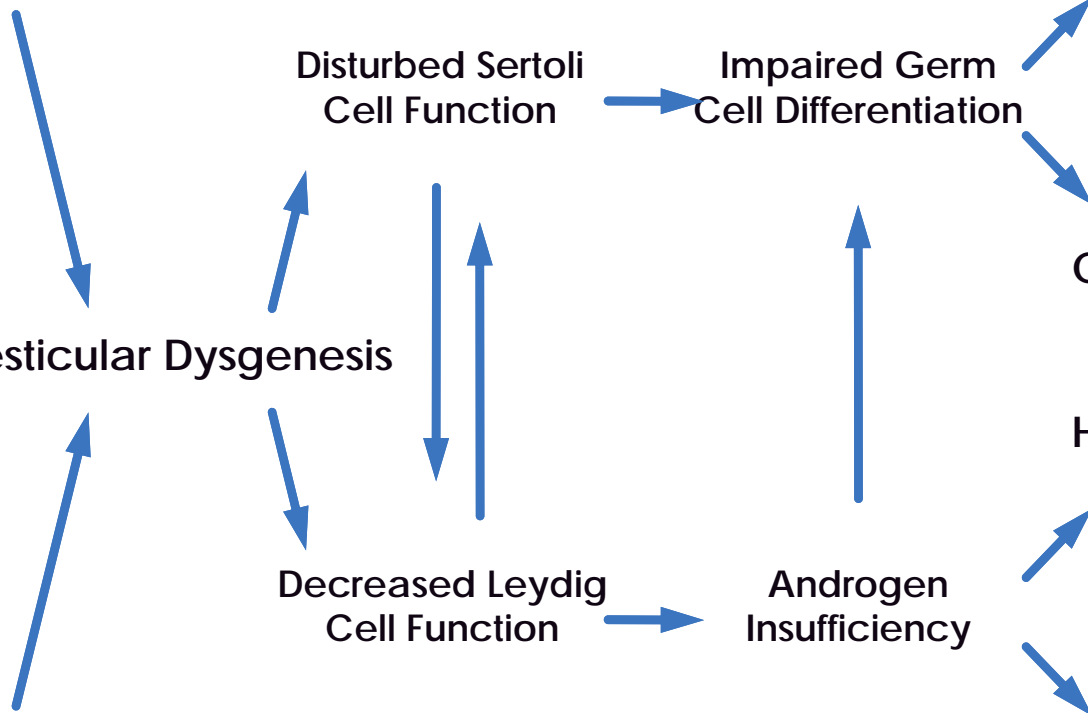 Disturbed Sertoli
Cell Function
Impaired Germ
Cell Differentiation
esticular Dysgenesis
Decreased Leydig
Cell Function
Androgen
Insufficiency
H